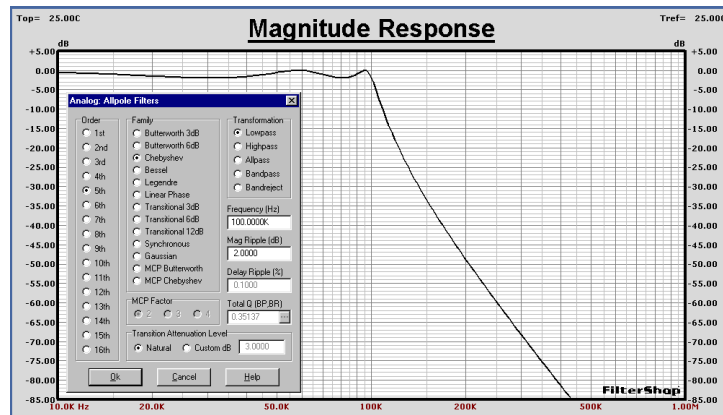 Top= 25.00C
Magnitude Response
Tref= 25.00
+5.00
dB
dB
+5.00
0.00
0.00
-5.00
-5.00
-10.00
-10.00
-15.00
-15.00
-20.00
-20.00
-25.00
-25.00
-30.00
-30.00
-35.00
-35.00
-40.00
-40.00
-45.00
-45.00
-50.00
-50.00
-55.00
-55.00
-60.00
-60.00
-65.00
-65.00
-70.00
-70.00
-75.00
-75.00
-80.00
-80.00
-85.00
-85.00
10.0K Hz
20.0K
50.0K
100K
200K
500K
1.00M
FilterShop
Analog: Allpole Filters
Order
1st
2nd
3rd
4th
5th
6th
7th
8th
9th
10th
11th
12th
13th
14th
15th
16th
Family
Butterworth 3dB
Butterworth 6dB
Chebyshev
Bessel
Legendre
Linear Phase
Transitional 3dB
Transitional 6dB
Transitional 12dB
Synchronous
Gaussian
MCP Butterworth
MCP Chebyshev
Transformation
Lowpass
Highpass
Allpass
Bandpass
Bandreject
Frequency (Hz)
100.0000K
Mag Ripple (dB)
2.0000
Delay Ripple (%)
0.1000
MCP Factor
2 3 4
Total Q (BP,BR)
0.35137 ...
Transition Attenuation Level
Natural Custom dB 3.0000
Ok Cancel Help